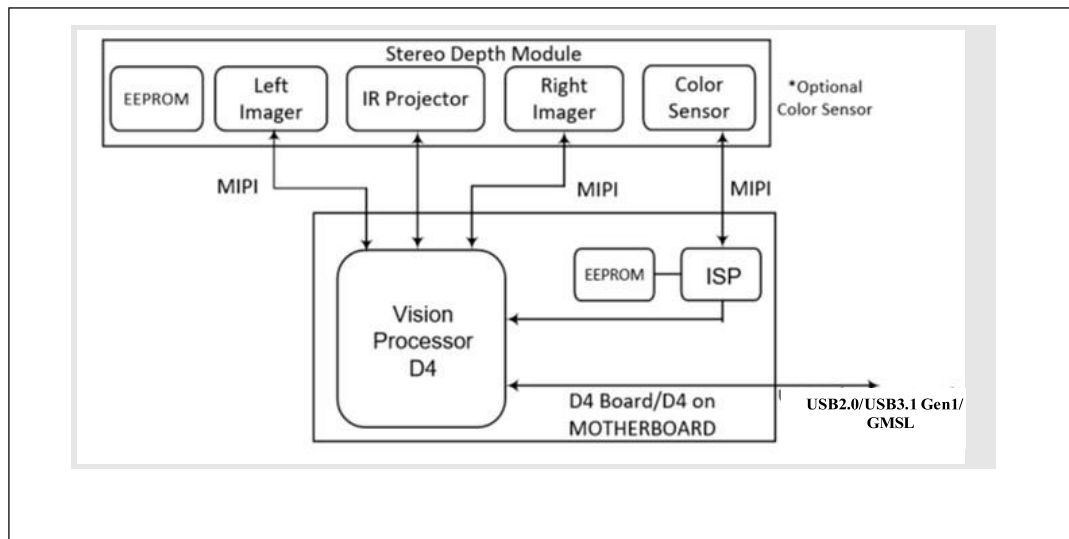 Stereo Depth Module
EEPROM
Left
Imager
IR Projector
Right
Imager
Color
Sensor
*Optional
Color Sensor
MIPI
MIPI
MIPI
Vision
Processor
D4
EEPROM
ISP
D4 Board/D4 on
MOTHERBOARD
USB2.0/USB3.1 Gen1/
GMSL